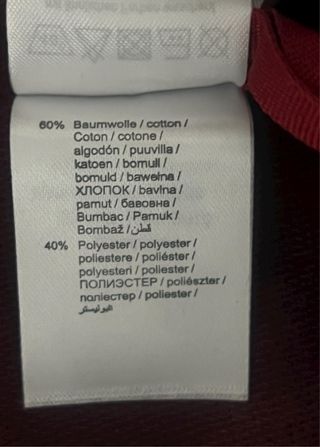 60% Baumwolle / cotton /
Coton / cotone /
algodón / puuvilla /
katoen / bomull /
bomuld / bawełna /
ХЛОПОК / bavlna /
pamut / бавовна /
Bumbac / Pamuk /
Bombaž / قطن
40% Polyester / polyester /
poliestere / poliéster /
polyesteri / poliester /
ПОЛИЭСТЕР / poliészter /
поліестер / poliester /
البوليستر